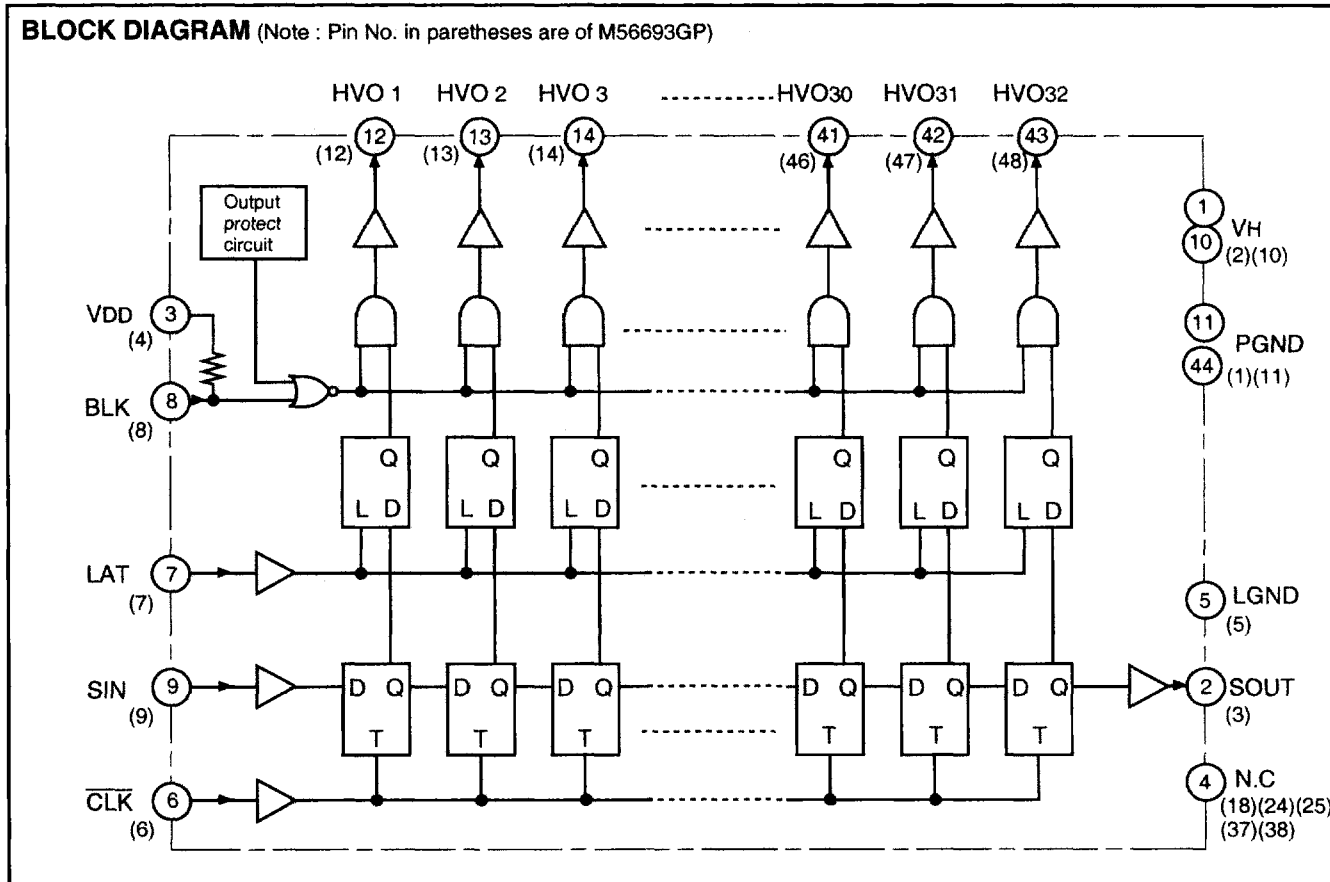 BLOCK DIAGRAM (Note : Pin No. in paretheses are of M56693GP)
HVO 1 HVO 2 HVO 3 HVO30 HVO31 HVO32
12 13 14 41 42 43
(12) (13) (14) (46) (47) (48)
Output
protect
circuit
1
VH
10
(2)(10)
VDD 3
(4)
11
PGND
44
(1)(11)
BLK 8
(8)
Q Q Q Q Q Q
L D L D L D L D L D L D
LAT 7
(7)
5 LGND
(5)
SIN 9
(9)
D Q D Q D Q D Q D Q D Q
T T T T T T
2 SOUT
(3)
CLK 6
(6)
4 N.C
(18)(24)(25)
(37)(38)